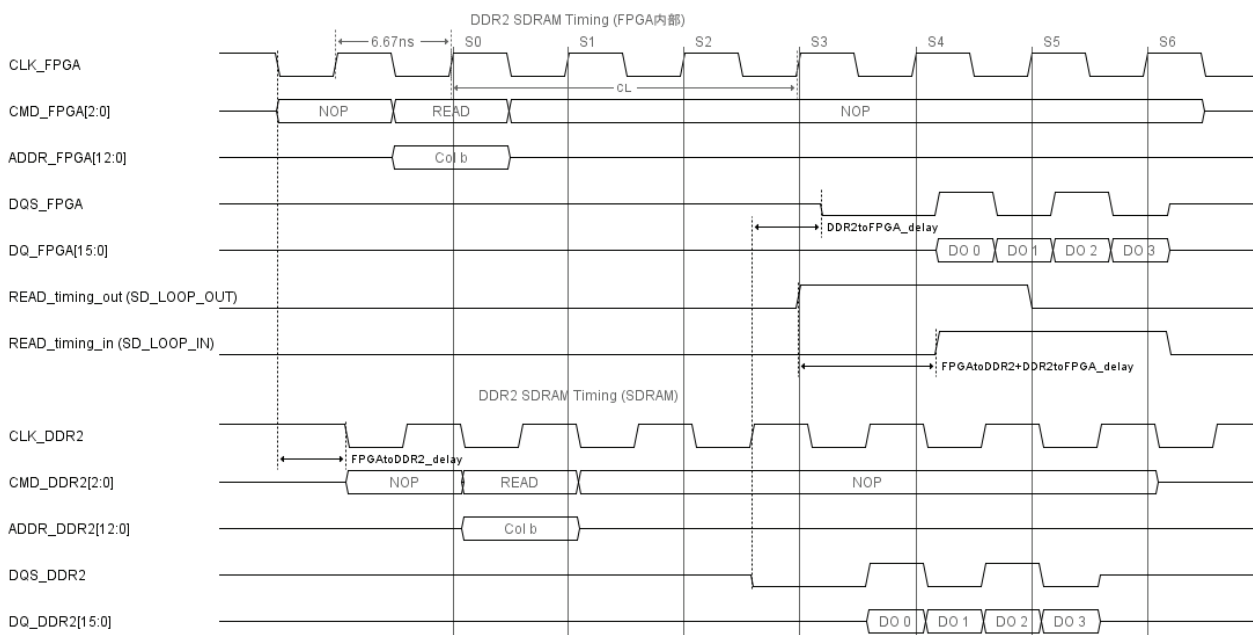 DDR2 SDRAM Timing (FPGA内部)
6.67ns S0 S1 S2 S3 S4 S5 S6
CLK_FPGA
CL
CMD_FPGA[2:0] NOP READ NOP
ADDR_FPGA[12:0] Col b
DQS_FPGA
DDR2toFPGA_delay
DQ_FPGA[15:0] DO 0 DO 1 DO 2 DO 3
READ_timing_out (SD_LOOP_OUT)
READ_timing_in (SD_LOOP_IN)
FPGAtoDDR2+DDR2toFPGA_delay
DDR2 SDRAM Timing (SDRAM)
CLK_DDR2
FPGAtoDDR2_delay
CMD_DDR2[2:0] NOP READ NOP
ADDR_DDR2[12:0] Col b
DQS_DDR2
DQ_DDR2[15:0] DO 0 DO 1 DO 2 DO 3